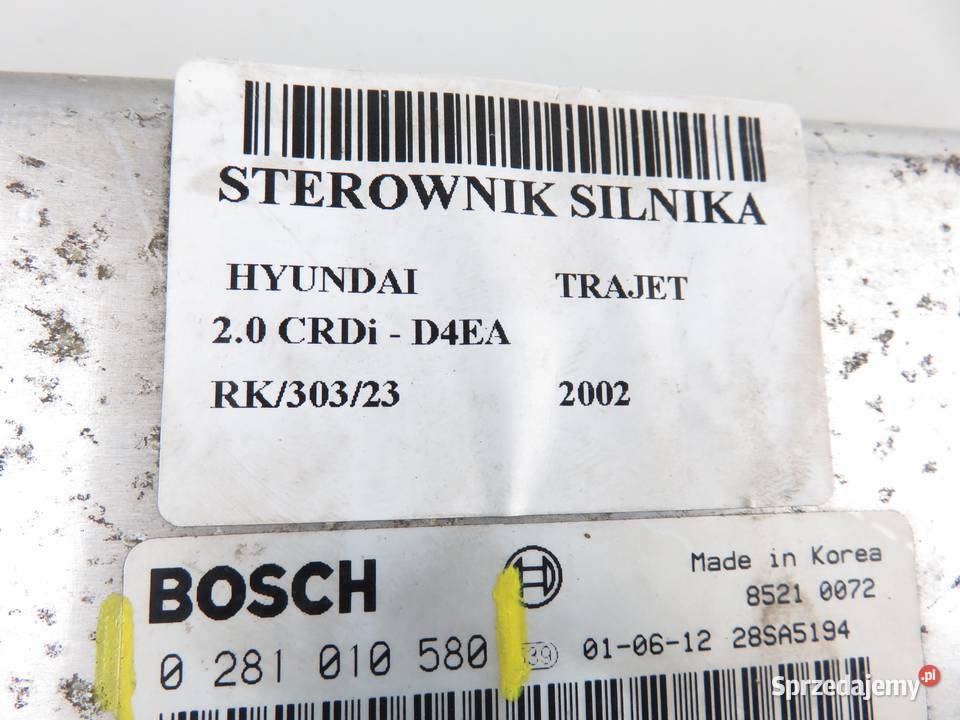 STEROWNIK SILNIKA
HYUNDAI TRAJET
2.0 CRDi - D4EA
RK/303/23 2002
BOSCH
Made in Korea
8521 0072
0 281 010 580 39 01-06-12 28SA5194
Sprzedajemy.pl